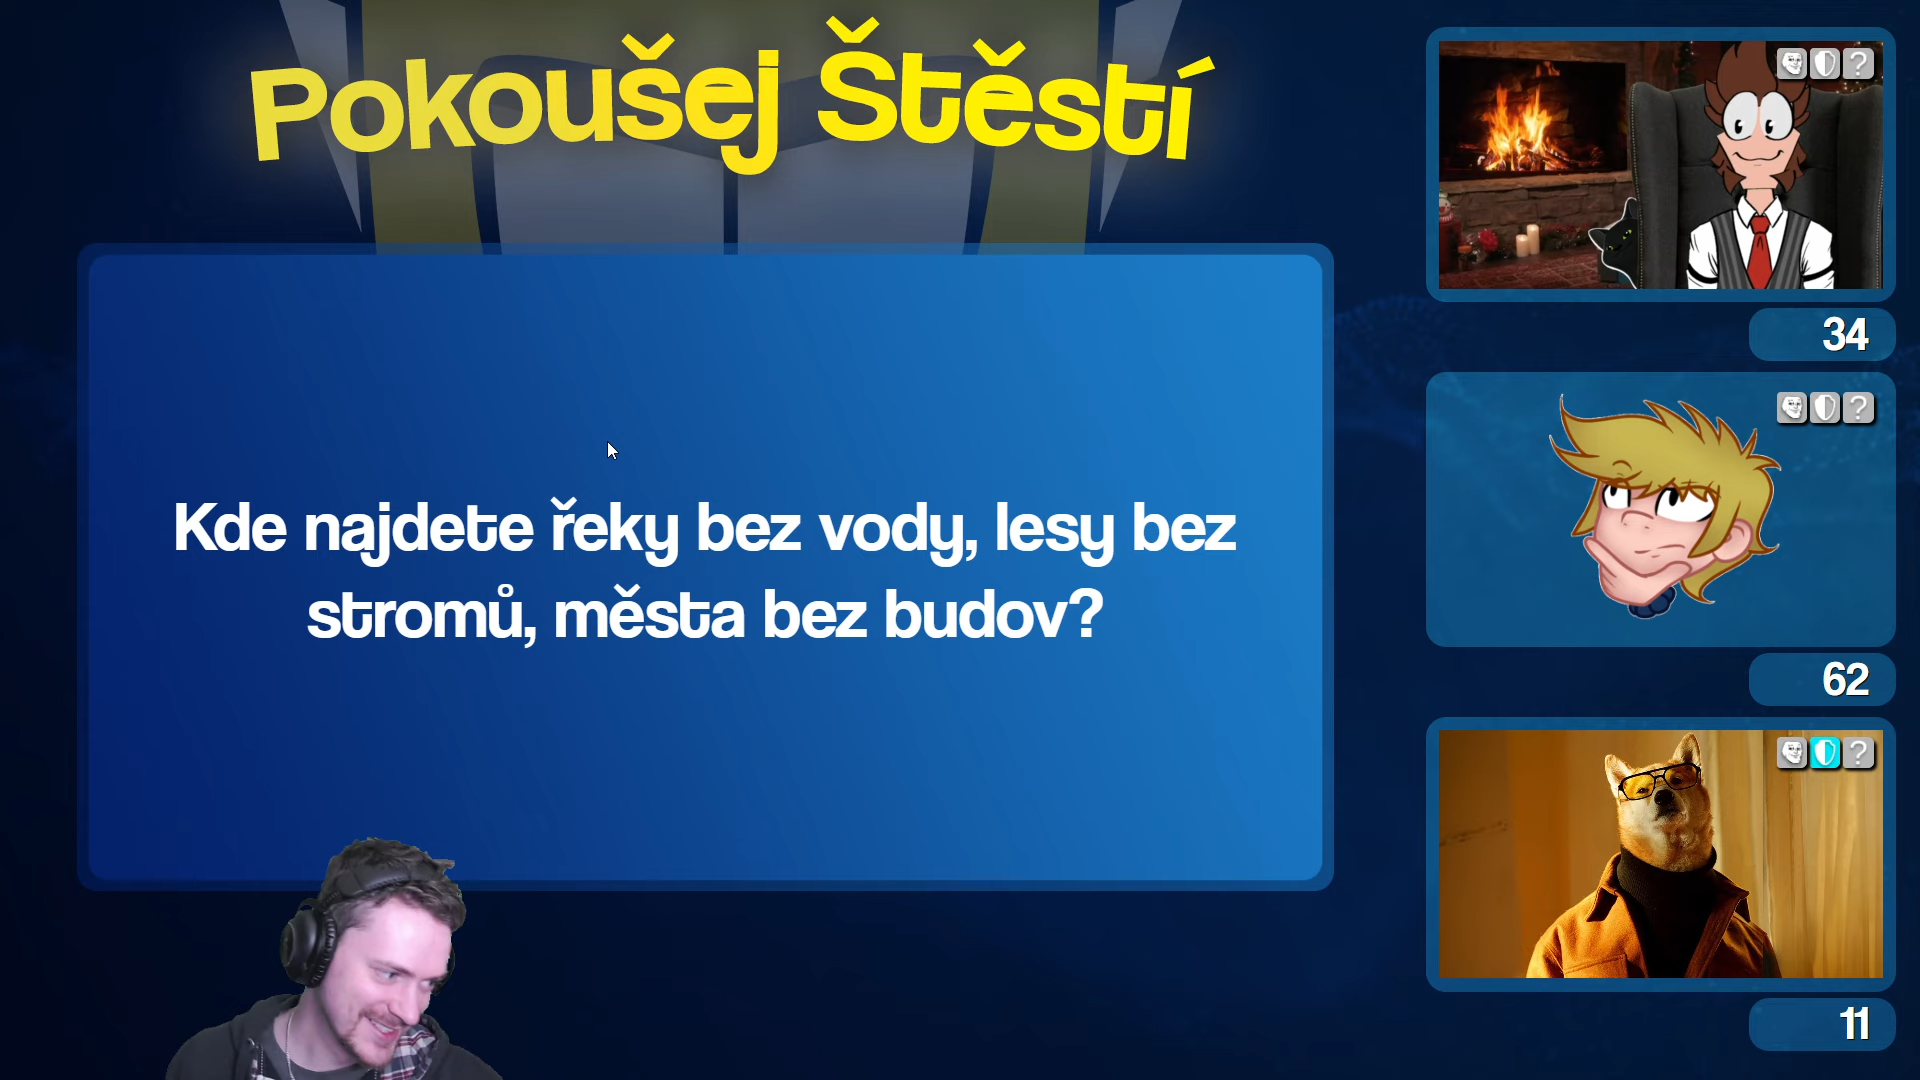 Pokoušej Štěstí
Kde najdete řeky bez vody, lesy bez
stromů, města bez budov?
?
34
?
62
?
11